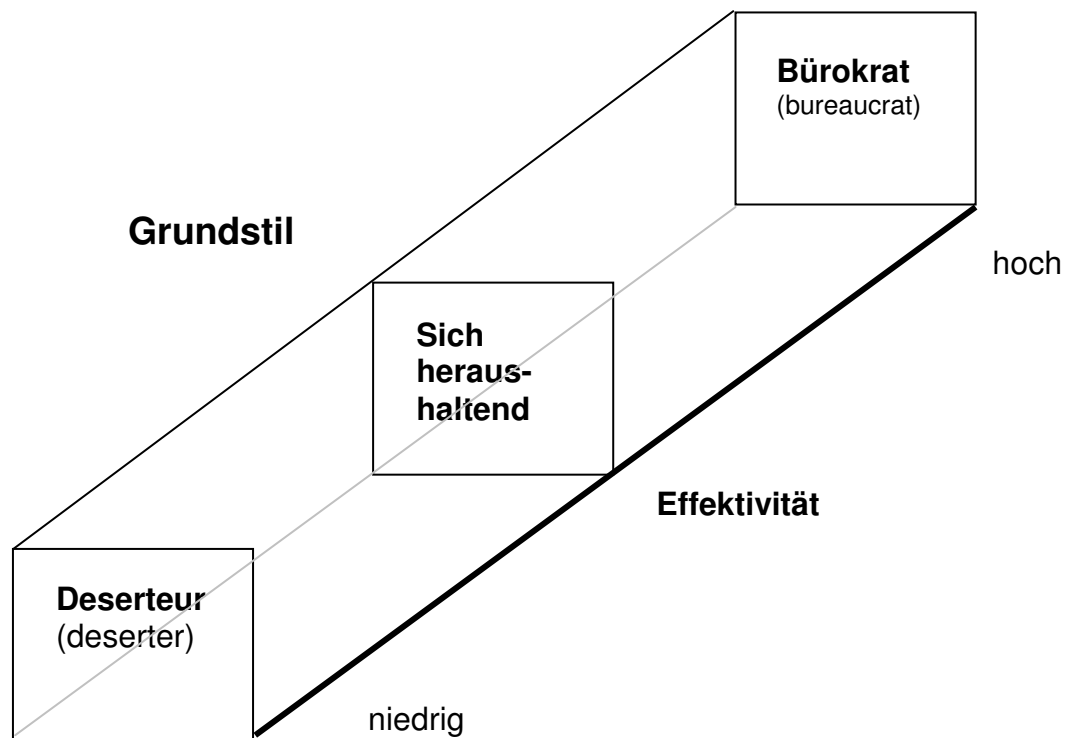 Bürokrat
(bureaucrat)
Grundstil
hoch
Sich
heraus-
haltend
Effektivität
Deserteur
(deserter)
niedrig